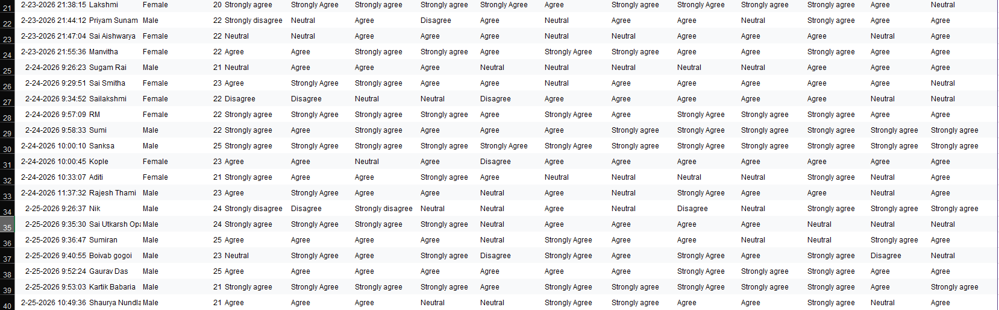 21 2-23-2026 21:38:15 Lakshmi Female 20 Strongly agree Strongly Agree Strongly agree Strongly Agree Agree Strongly agree Strongly Agree Strongly agree Strongly agree Agree Neutral
22 2-23-2026 21:44:12 Priyam Sunam Male 22 Strongly disagree Neutral Agree Disagree Agree Neutral Agree Agree Neutral Strongly agree Agree Agree
23 2-23-2026 21:47:04 Sai Aishwarya Female 22 Neutral Neutral Agree Agree Agree Neutral Neutral Agree Agree Agree Neutral Agree
24 2-23-2026 21:55:36 Manvitha Female 22 Agree Agree Strongly agree Strongly agree Agree Strongly Agree Strongly agree Agree Agree Strongly agree Agree Agree
25 2-24-2026 9:26:23 Sugam Rai Male 21 Neutral Agree Agree Agree Neutral Neutral Neutral Neutral Neutral Agree Agree Agree
26 2-24-2026 9:29:51 Sai Smitha Female 23 Agree Strongly Agree Strongly agree Agree Agree Neutral Agree Agree Agree Agree Agree Neutral
27 2-24-2026 9:34:52 Sailakshmi Female 22 Disagree Disagree Neutral Neutral Disagree Agree Agree Agree Agree Agree Neutral Neutral
28 2-24-2026 9:57:09 RM Female 22 Strongly agree Strongly Agree Strongly agree Strongly agree Agree Strongly Agree Agree Strongly Agree Strongly agree Strongly agree Agree Agree
29 2-24-2026 9:58:33 Sumi Male 22 Strongly agree Agree Strongly agree Agree Agree Agree Strongly agree Strongly Agree Strongly agree Strongly agree Strongly agree Strongly agree
30 2-24-2026 10:00:10 Sanksa Male 25 Strongly agree Strongly Agree Strongly agree Strongly agree Strongly Agree Strongly Agree Strongly agree Strongly Agree Strongly agree Strongly agree Strongly agree Strongly agree
31 2-24-2026 10:00:45 Kople Female 23 Agree Agree Neutral Agree Disagree Agree Agree Agree Agree Agree Agree Agree
32 2-24-2026 10:33:07 Aditi Female 21 Strongly agree Agree Agree Strongly agree Agree Neutral Neutral Neutral Neutral Strongly agree Neutral Agree
33 2-24-2026 11:37:32 Rajesh Thami Male 23 Agree Strongly Agree Agree Agree Neutral Agree Neutral Strongly Agree Agree Agree Neutral Agree
34 2-25-2026 9:26:37 Nik Male 24 Strongly disagree Disagree Strongly disagree Neutral Neutral Agree Neutral Disagree Neutral Strongly agree Strongly agree Strongly agree
35 2-25-2026 9:35:30 Sai Utkarsh Opa Male 24 Strongly agree Strongly Agree Strongly agree Strongly agree Neutral Agree Agree Agree Agree Neutral Neutral Neutral
36 2-25-2026 9:36:47 Sumiran Male 25 Agree Agree Agree Agree Neutral Strongly Agree Agree Agree Neutral Neutral Strongly agree Agree
37 2-25-2026 9:40:55 Boivab gogoi Male 23 Neutral Strongly Agree Agree Strongly agree Disagree Strongly Agree Agree Strongly Agree Agree Strongly agree Disagree Neutral
38 2-25-2026 9:52:24 Gaurav Das Male 25 Agree Agree Agree Agree Agree Agree Agree Strongly Agree Strongly agree Strongly agree Agree Agree
39 2-25-2026 9:53:03 Kartik Babaria Male 21 Strongly agree Strongly Agree Strongly agree Strongly agree Agree Strongly Agree Strongly agree Strongly Agree Strongly agree Strongly agree Agree Strongly agree
40 2-25-2026 10:49:36 Shaurya Nundla Male 21 Agree Agree Agree Neutral Neutral Strongly Agree Strongly agree Agree Agree Strongly agree Neutral Agree